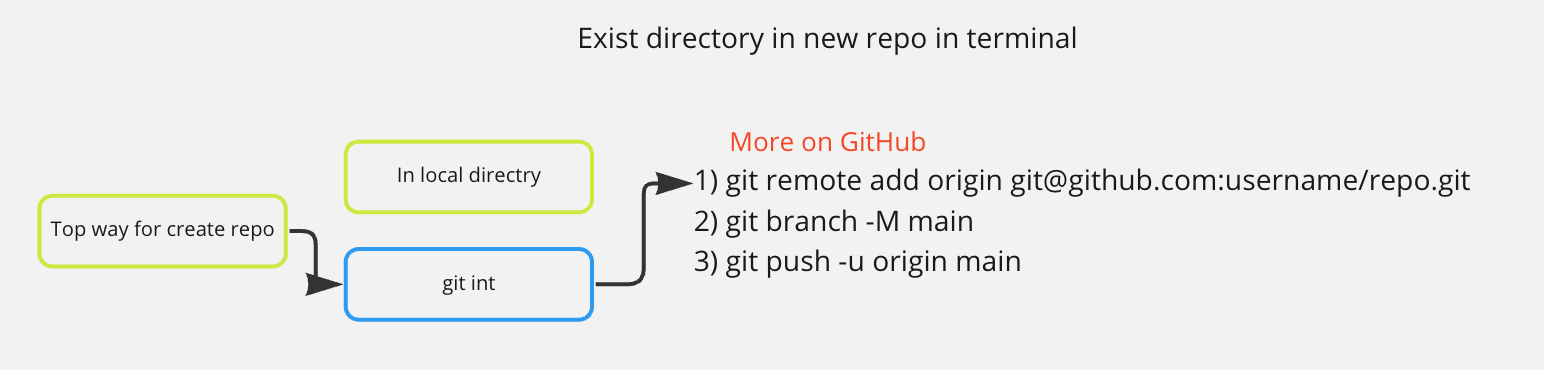 Exist directory in new repo in terminal
More on GitHub
In local directry
1) git remote add origin git@github.com:username/repo.git
Top way for create repo
2) git branch -M main
3) git push -u origin main
git int